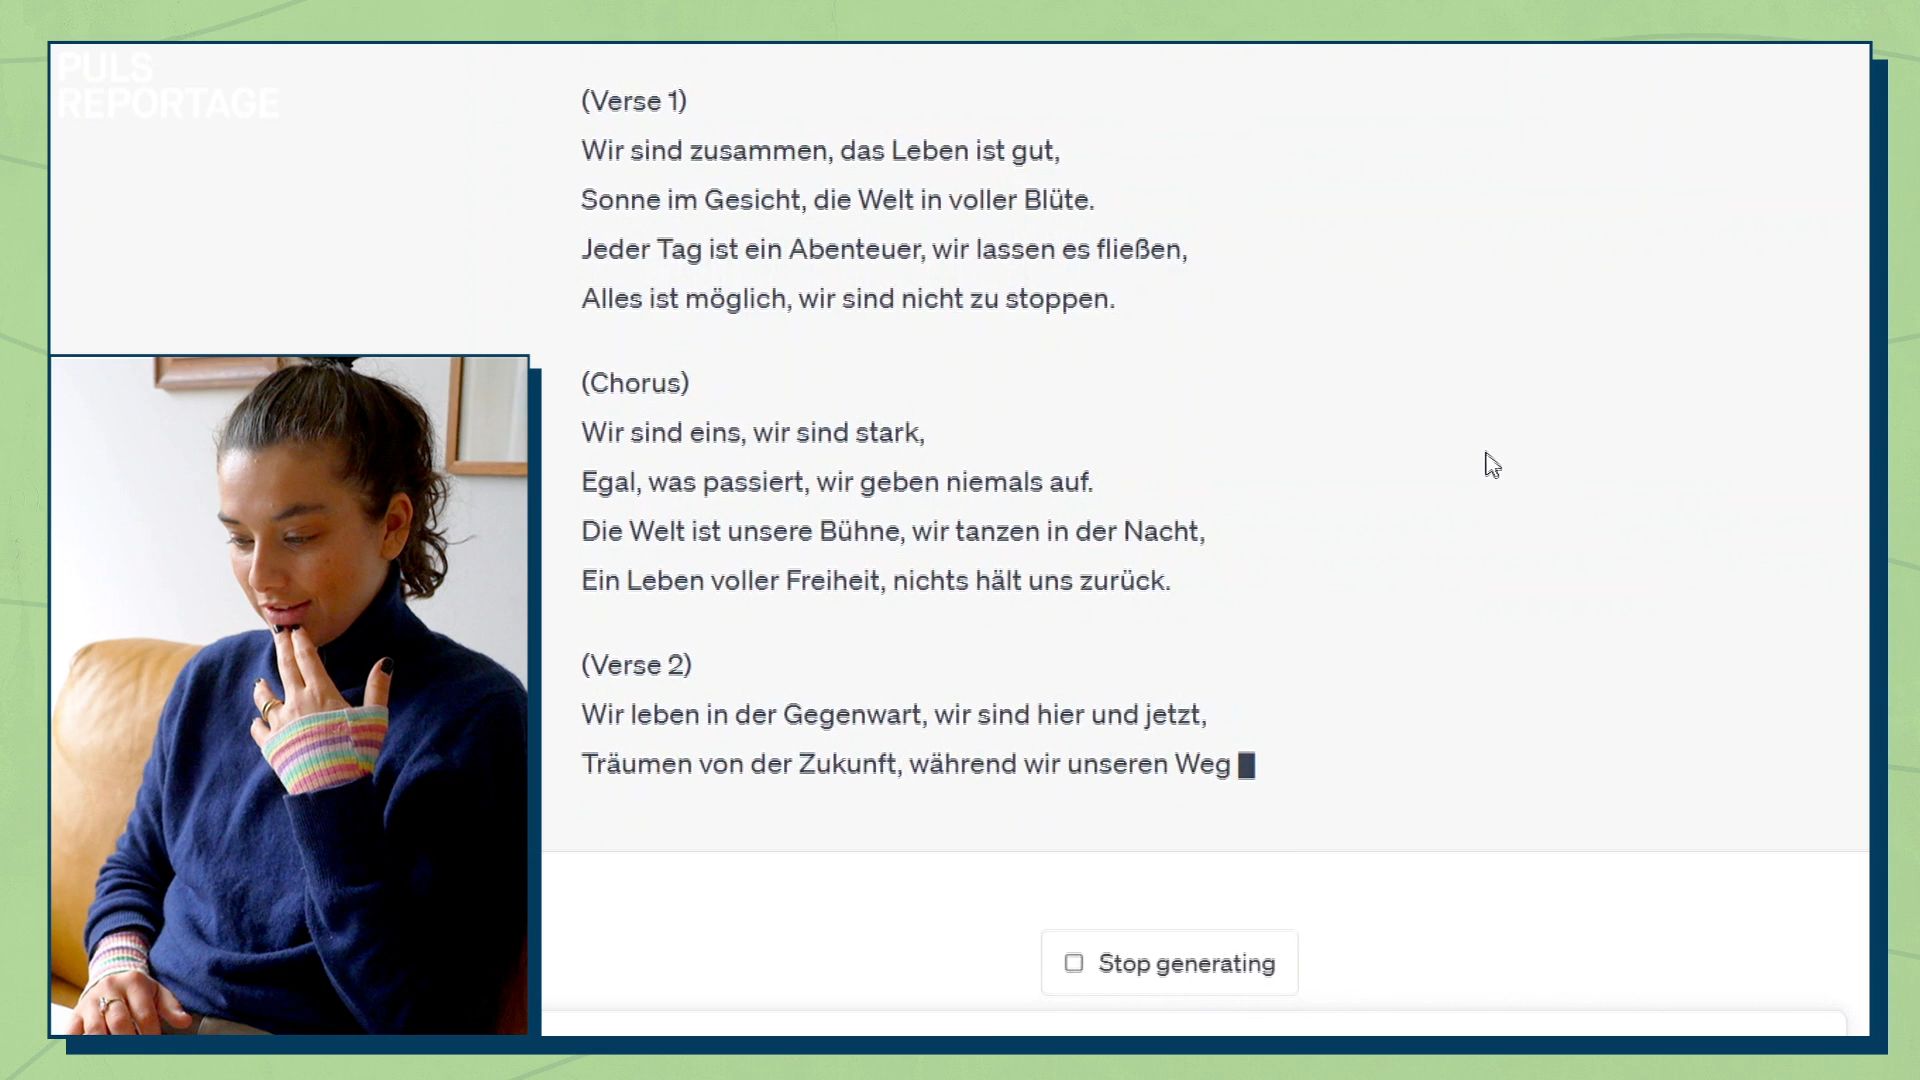 PULS
REPORTAGE
(Verse 1)
Wir sind zusammen, das Leben ist gut,
Sonne im Gesicht, die Welt in voller Blüte.
Jeder Tag ist ein Abenteuer, wir lassen es fließen,
Alles ist möglich, wir sind nicht zu stoppen.
(Chorus)
Wir sind eins, wir sind stark,
Egal, was passiert, wir geben niemals auf.
Die Welt ist unsere Bühne, wir tanzen in der Nacht,
Ein Leben voller Freiheit, nichts hält uns zurück.
(Verse 2)
Wir leben in der Gegenwart, wir sind hier und jetzt,
Träumen von der Zukunft, während wir unseren Weg
Stop generating